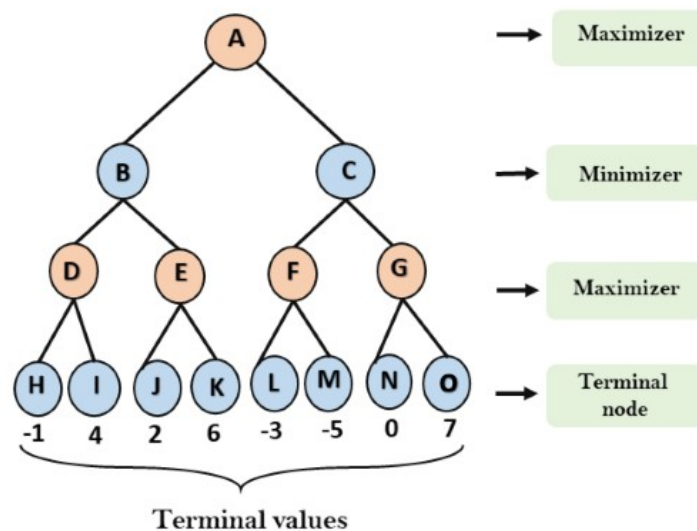 A
Maximizer
B
C
Minimizer
D
E
F
G
Maximizer
H
I
J
K
L
M
N
O
Terminal
node
-1
4
2
6
-3
-5
0
7
Terminal values